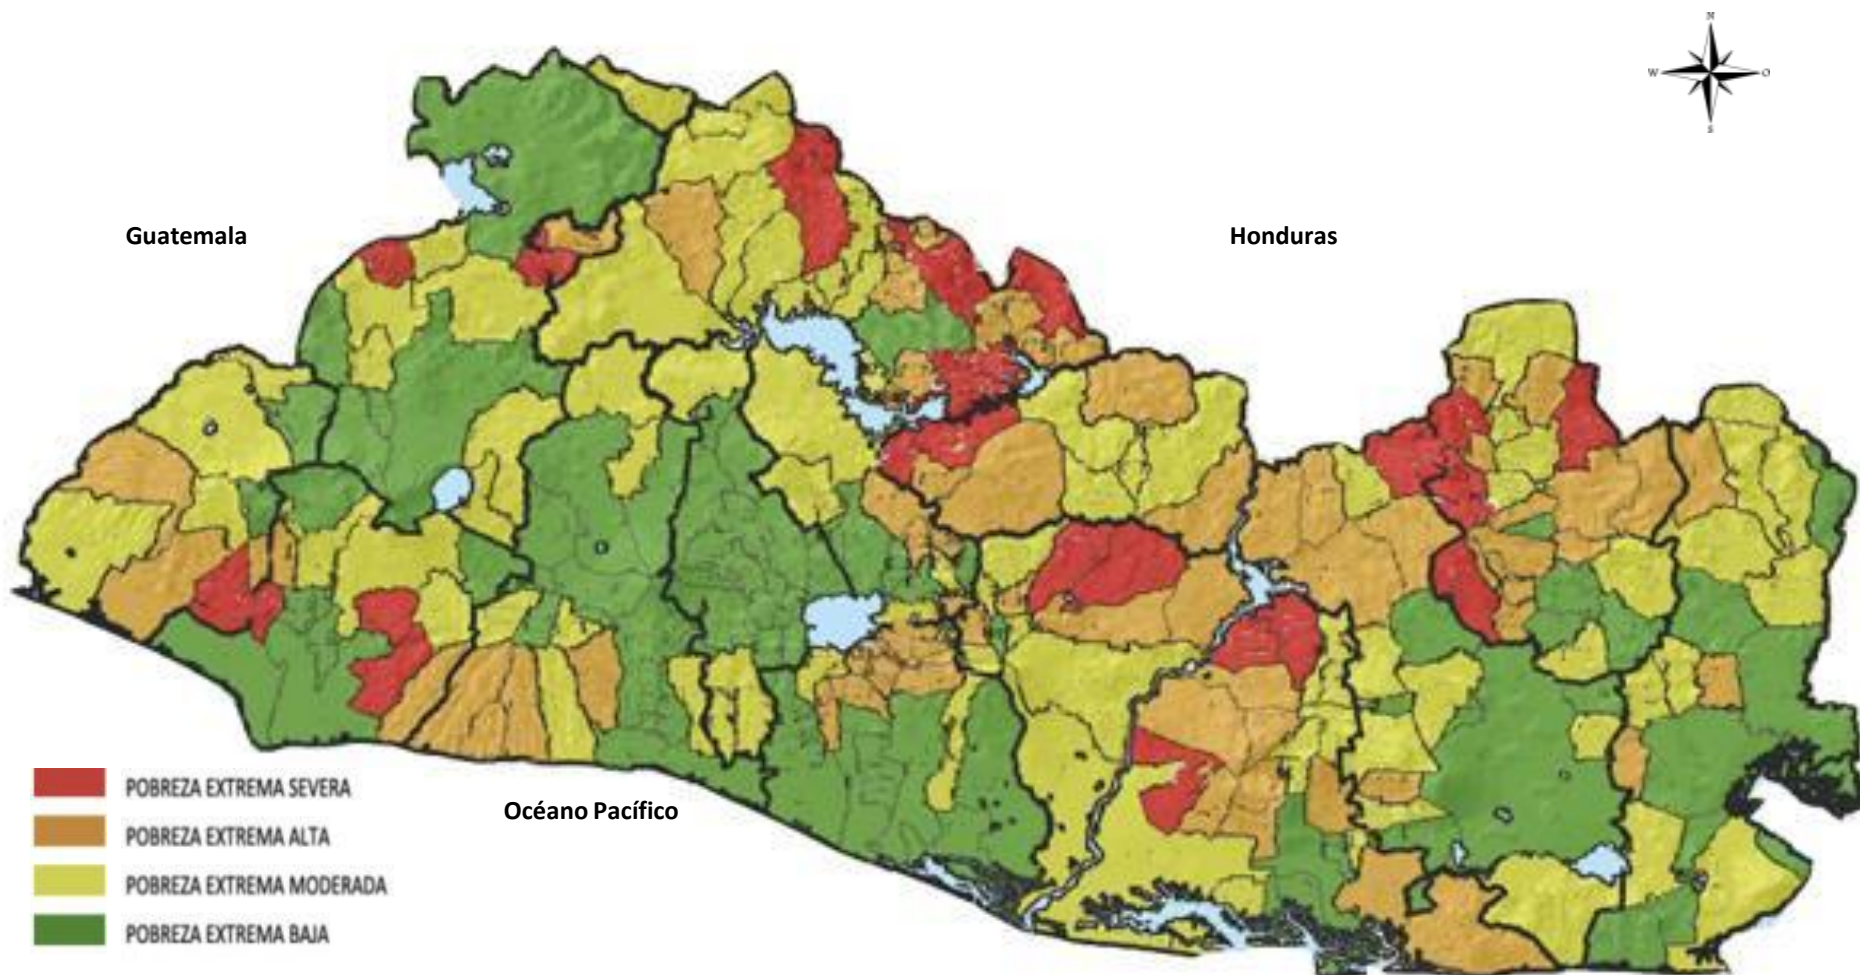 N
W
O
S
Guatemala
Honduras
POBREZA EXTREMA SEVERA
POBREZA EXTREMA ALTA
POBREZA EXTREMA MODERADA
POBREZA EXTREMA BAJA
Océano Pacífico